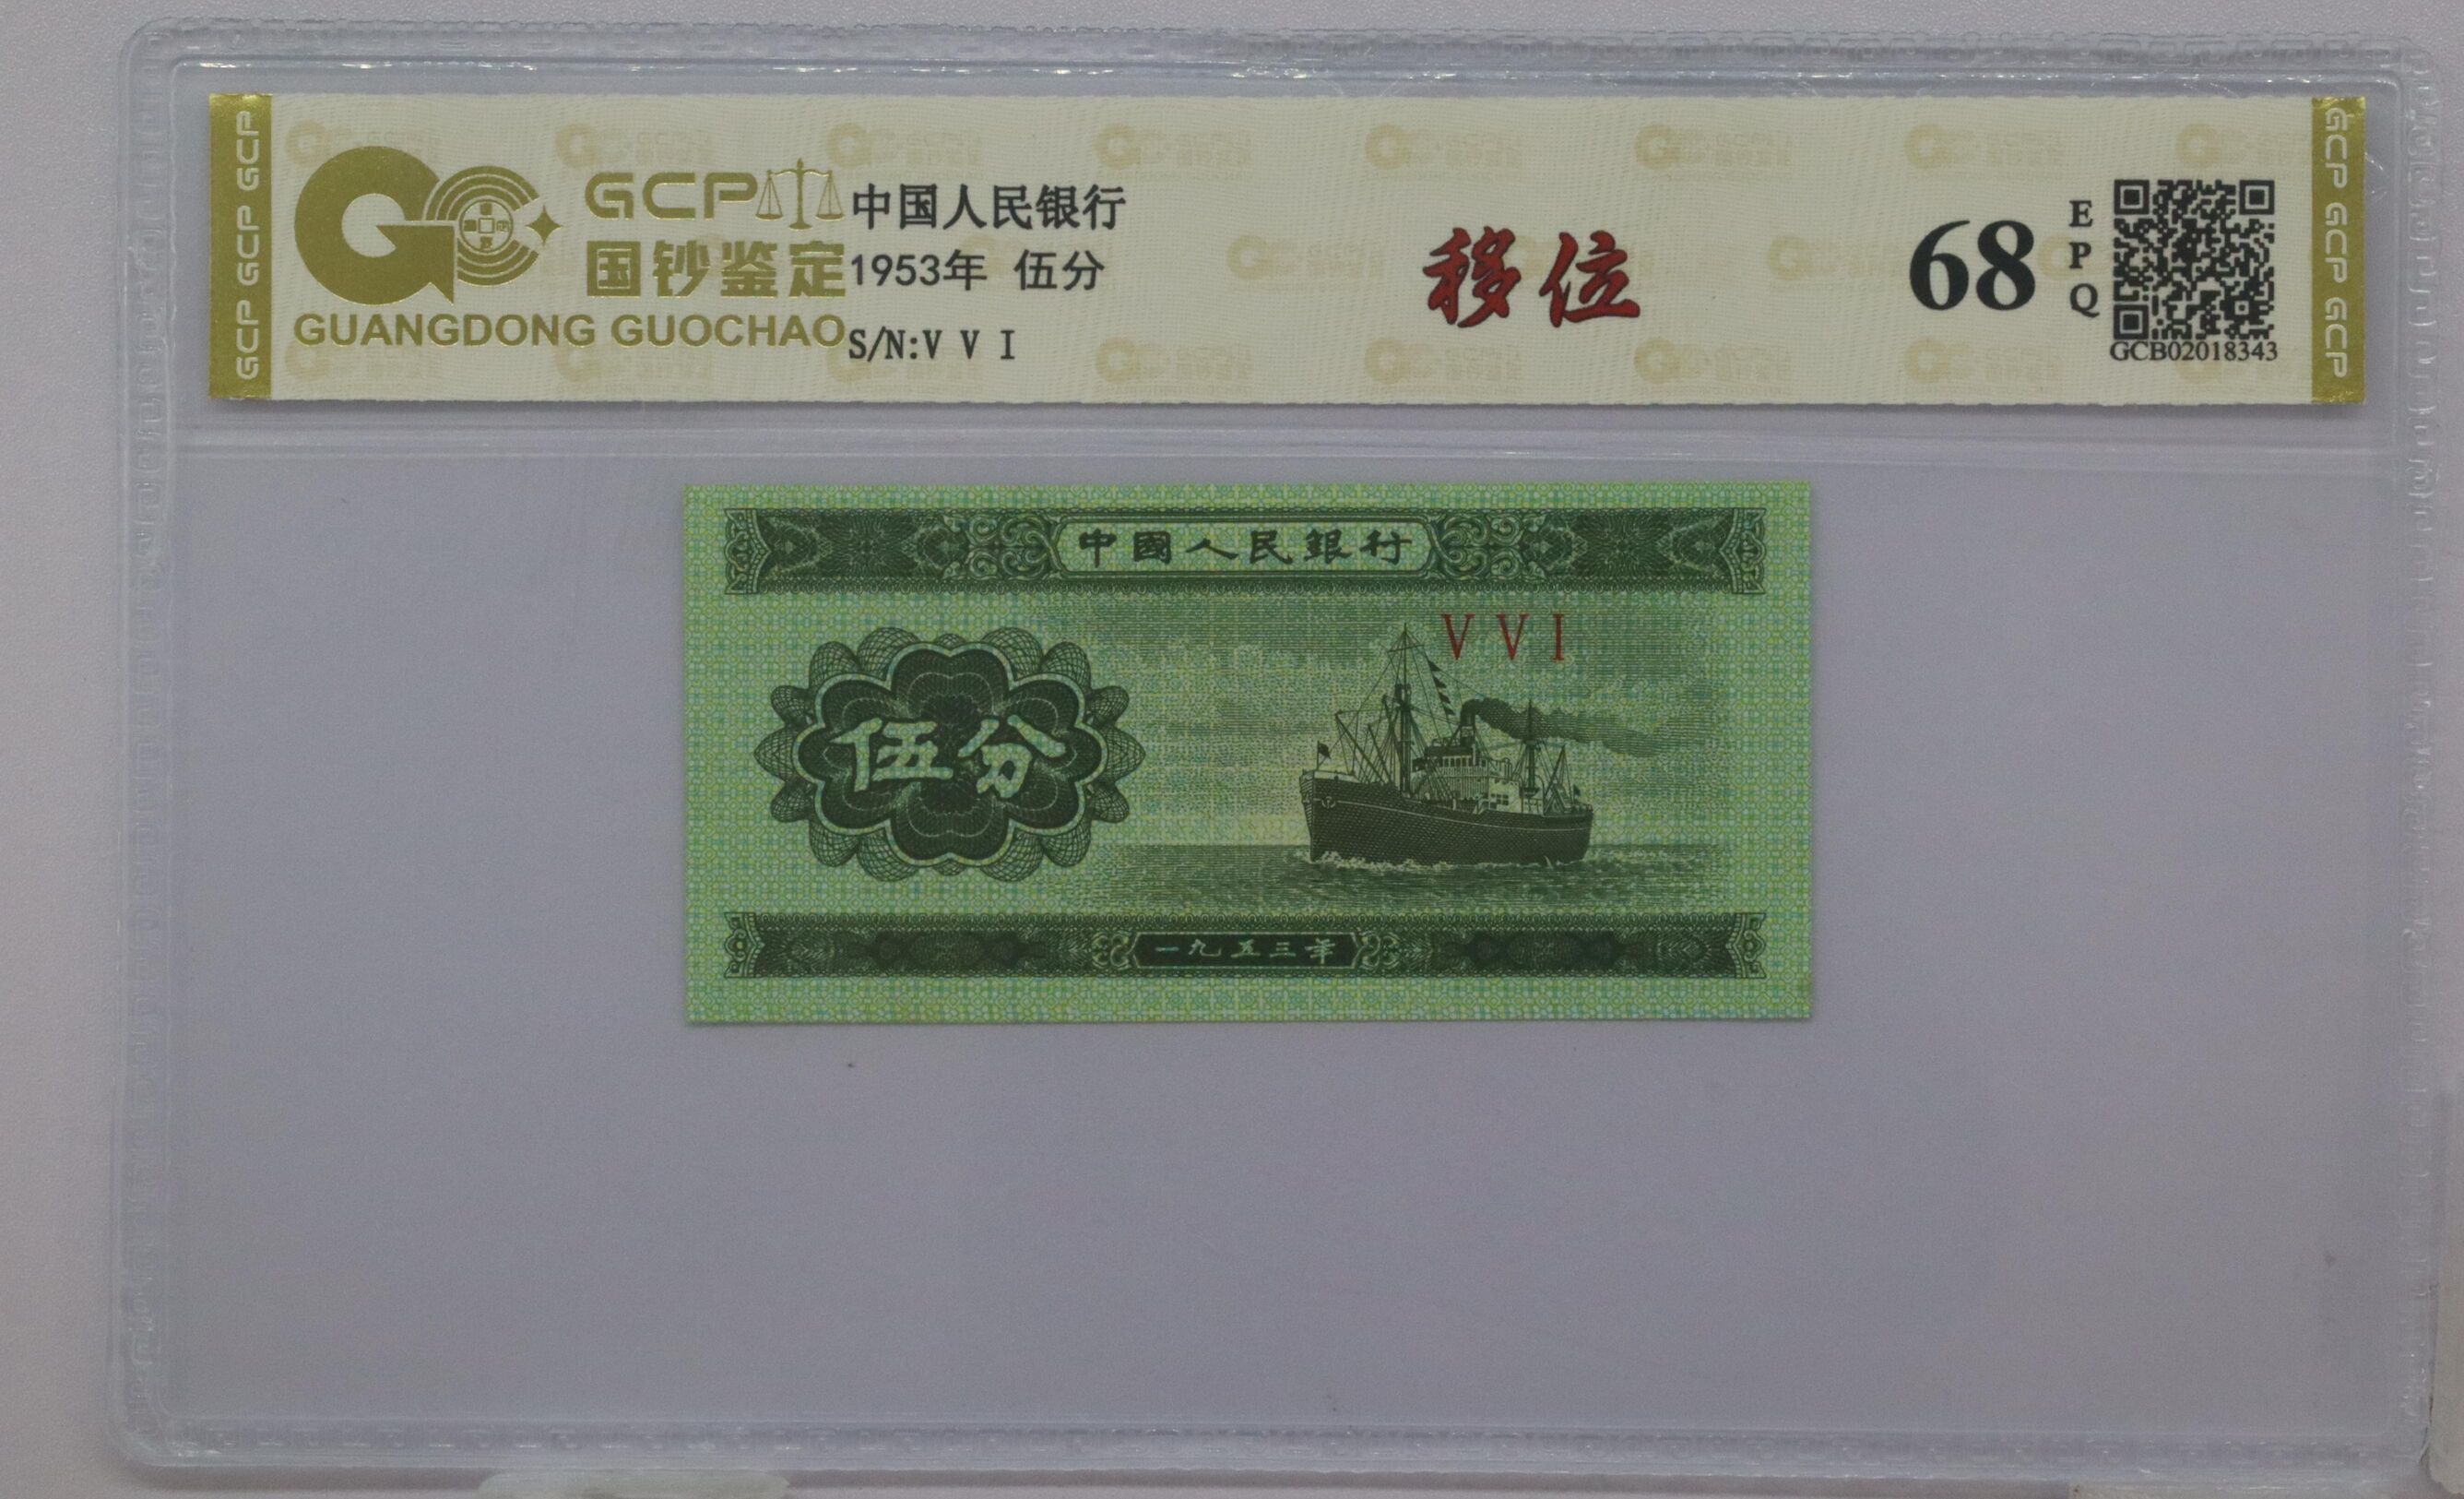 GCP GCP GCP
GCP
国钞鉴定
GUANGDONG GUOCHAO
中国人民银行
1953年 伍分
S/N:V V I
移位
68
EPQ
GCB02018343
GCP GCP GCP
中國人民銀行
V V I
伍分
一九五三年